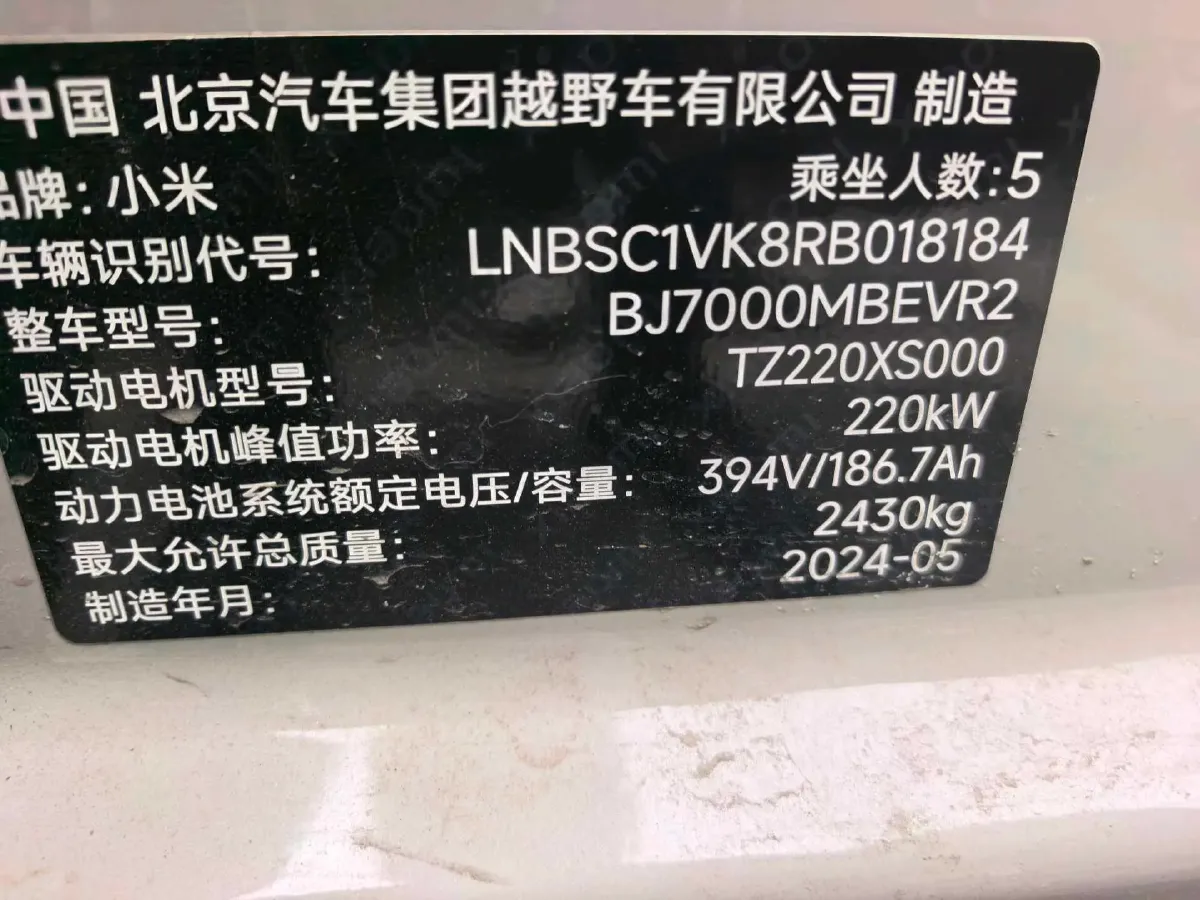 中国 北京汽车集团越野车有限公司 制造
品牌:小米 乘坐人数:5
车辆识别代号: LNBSC1VK8RB018184
整车型号: BJ7000MBEVR2
驱动电机型号: TZ220XS000
驱动电机峰值功率: 220kW
动力电池系统额定电压/容量: 394V/186.7Ah
最大允许总质量: 2430kg
制造年月: 2024-05